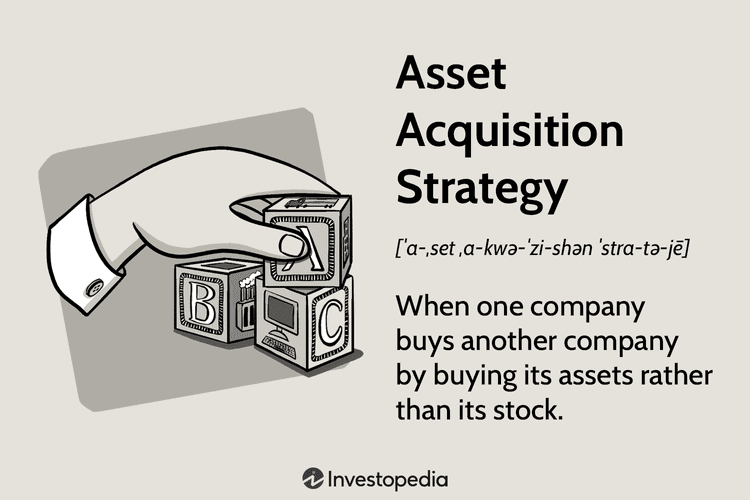 Asset
Acquisition
Strategy
[ˈa-ˌset ˌa-kwə-ˈzi-shən ˈstra-tə-jē]
When one company
buys another company
by buying its assets rather
than its stock.
A
B
C
Investopedia